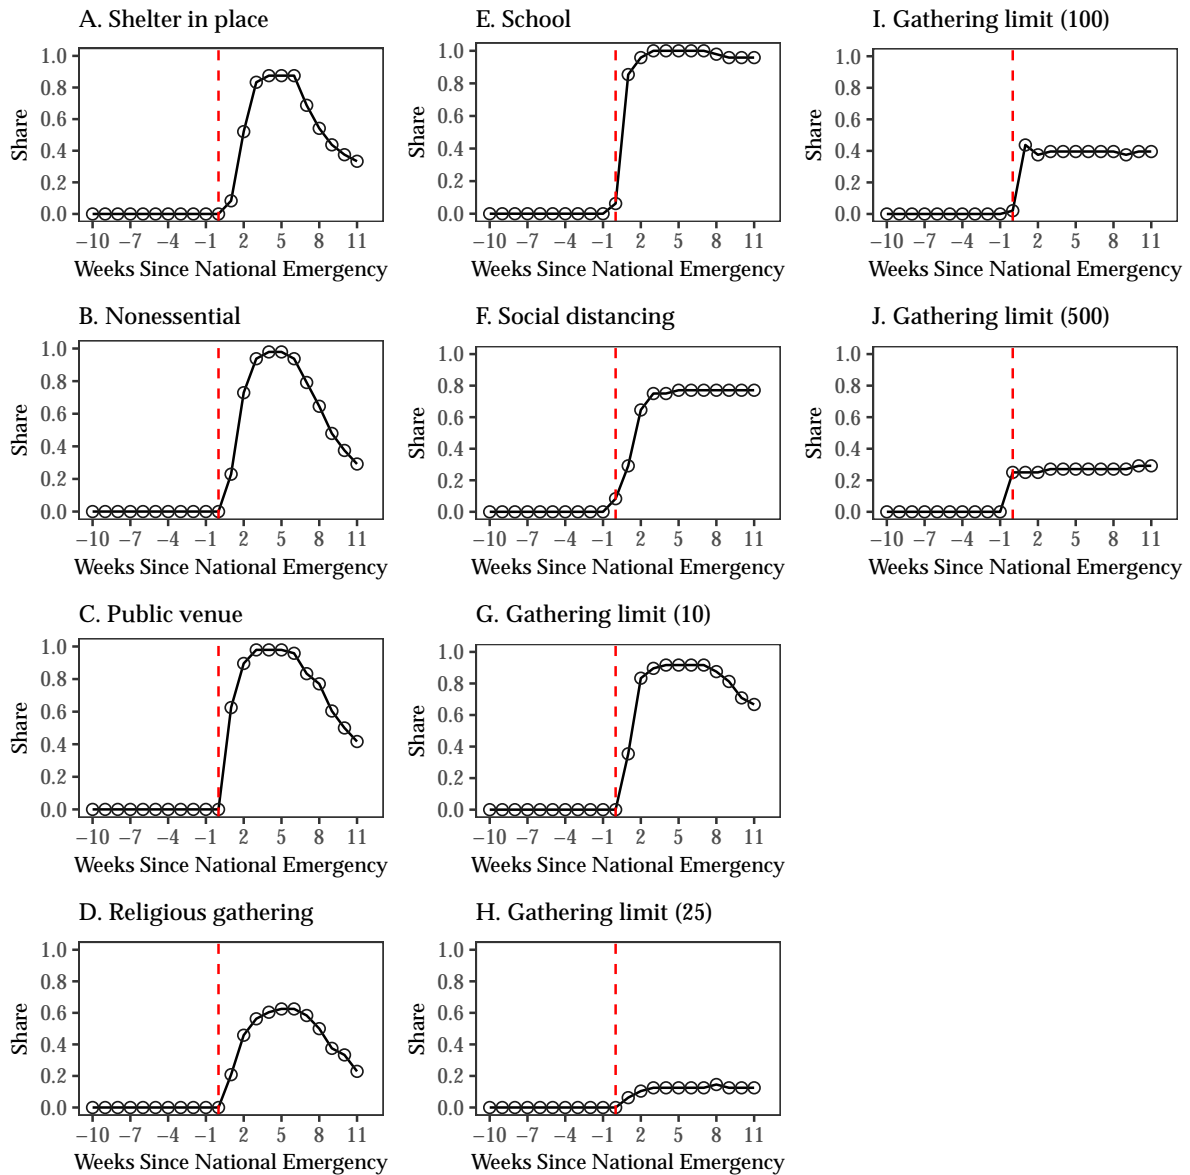 A. Shelter in place
Share
1.0
0.8
0.6
0.4
0.2
0.0
−10 −7 −4 −1 2 5 8 11
Weeks Since National Emergency
B. Nonessential
Share
1.0
0.8
0.6
0.4
0.2
0.0
−10 −7 −4 −1 2 5 8 11
Weeks Since National Emergency
C. Public venue
Share
1.0
0.8
0.6
0.4
0.2
0.0
−10 −7 −4 −1 2 5 8 11
Weeks Since National Emergency
D. Religious gathering
Share
1.0
0.8
0.6
0.4
0.2
0.0
−10 −7 −4 −1 2 5 8 11
Weeks Since National Emergency
E. School
Share
1.0
0.8
0.6
0.4
0.2
0.0
−10 −7 −4 −1 2 5 8 11
Weeks Since National Emergency
F. Social distancing
Share
1.0
0.8
0.6
0.4
0.2
0.0
−10 −7 −4 −1 2 5 8 11
Weeks Since National Emergency
G. Gathering limit (10)
Share
1.0
0.8
0.6
0.4
0.2
0.0
−10 −7 −4 −1 2 5 8 11
Weeks Since National Emergency
H. Gathering limit (25)
Share
1.0
0.8
0.6
0.4
0.2
0.0
−10 −7 −4 −1 2 5 8 11
Weeks Since National Emergency
I. Gathering limit (100)
Share
1.0
0.8
0.6
0.4
0.2
0.0
−10 −7 −4 −1 2 5 8 11
Weeks Since National Emergency
J. Gathering limit (500)
Share
1.0
0.8
0.6
0.4
0.2
0.0
−10 −7 −4 −1 2 5 8 11
Weeks Since National Emergency